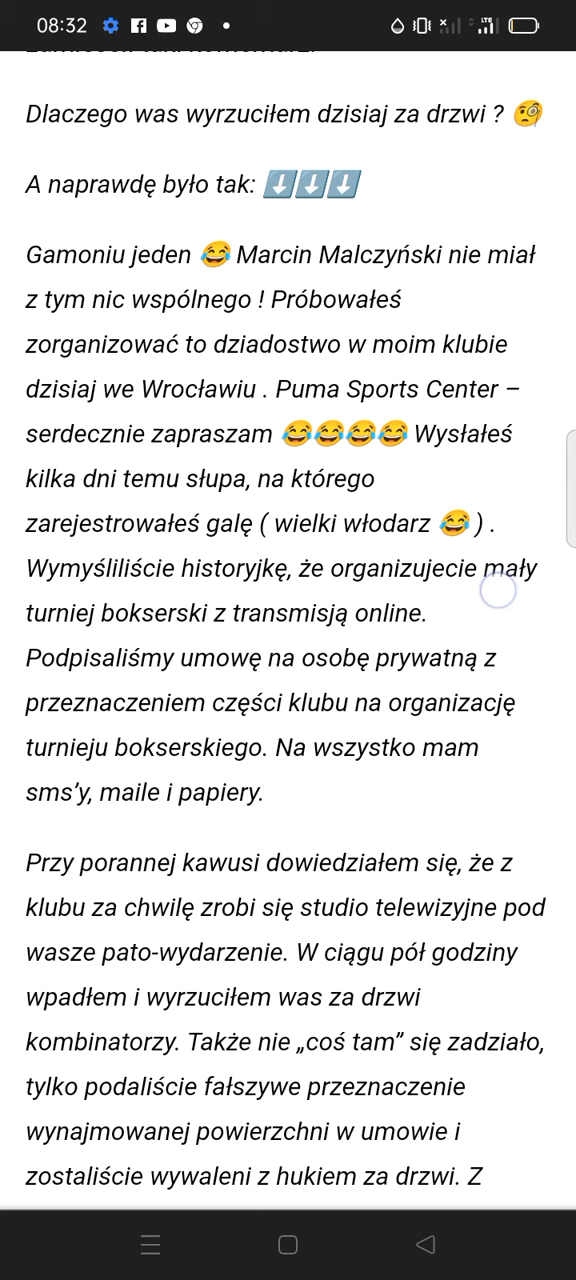 08:32
LTE
Dlaczego was wyrzuciłem dzisiaj za drzwi ? 🧐
A naprawdę było tak: ⬇️⬇️⬇️
Gamoniu jeden 😂 Marcin Malczyński nie miał
z tym nic wspólnego ! Próbowałeś
zorganizować to dziadostwo w moim klubie
dzisiaj we Wrocławiu . Puma Sports Center –
serdecznie zapraszam 😂😂😂😂 Wysłałeś
kilka dni temu słupa, na którego
zarejestrowałeś galę ( wielki włodarz 😂 ) .
Wymyśliliście historyjkę, że organizujecie mały
turniej bokserski z transmisją online.
Podpisaliśmy umowę na osobę prywatną z
przeznaczeniem części klubu na organizację
turnieju bokserskiego. Na wszystko mam
sms’y, maile i papiery.
Przy porannej kawusi dowiedziałem się, że z
klubu za chwilę zrobi się studio telewizyjne pod
wasze pato-wydarzenie. W ciągu pół godziny
wpadłem i wyrzuciłem was za drzwi
kombinatorzy. Także nie „coś tam” się zadziało,
tylko podaliście fałszywe przeznaczenie
wynajmowanej powierzchni w umowie i
zostaliście wywaleni z hukiem za drzwi. Z